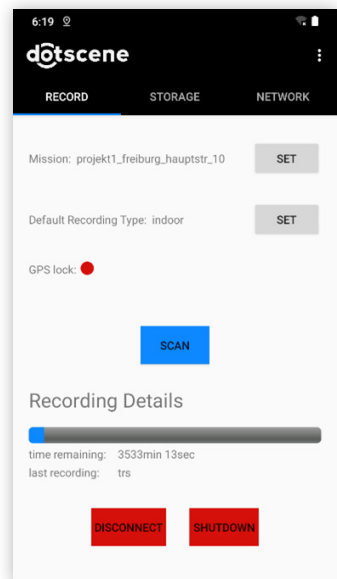 6:19
dotscene
RECORD STORAGE NETWORK
Mission: projekt1_freiburg_hauptstr_10 SET
Default Recording Type: indoor SET
GPS lock:
SCAN
Recording Details
time remaining: 3533min 13sec
last recording: trs
DISCONNECT SHUTDOWN